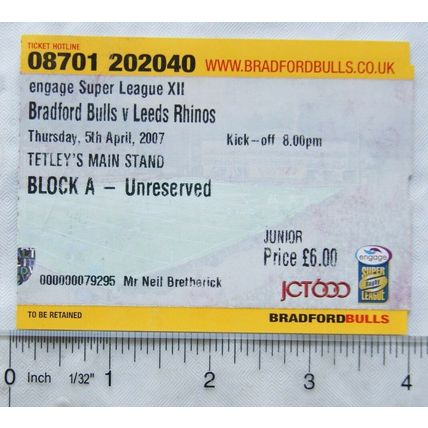 TICKET HOTLINE
08701 202040 WWW.BRADFORDBULLS.CO.UK
engage Super League XII
Bradford Bulls v Leeds Rhinos
Thursday, 5th April, 2007 Kick-off 8.00pm
TETLEY'S MAIN STAND
BLOCK A - Unreserved
JUNIOR
Price £6.00
engage
SUPER
Rugby
LEAGUE
000000079295 Mr Neil Bretherick
JCT600
TO BE RETAINED
BRADFORDBULLS
0 Inch 1/32" 1 2 3 4